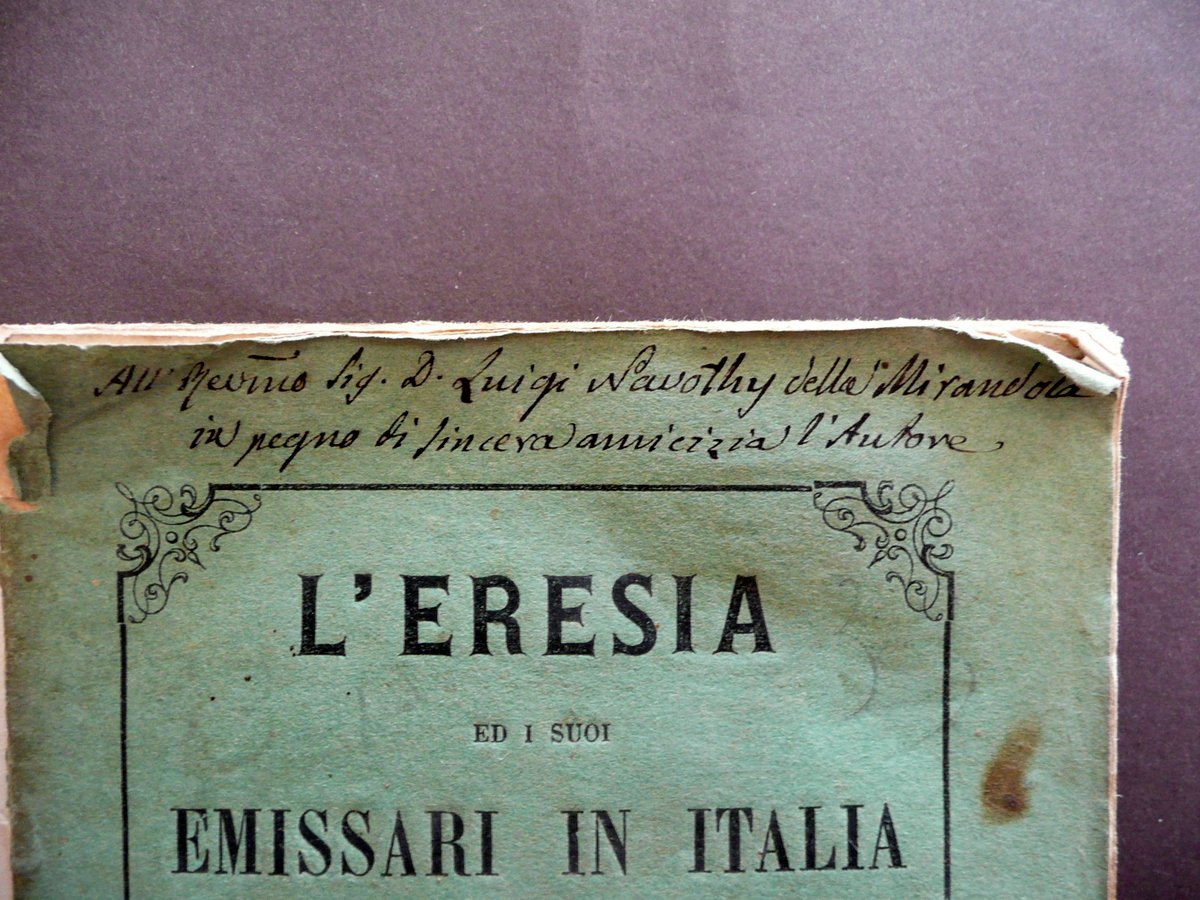 All' Revmo Sig. D. Luigi Navothy della Mirandola
in pegno di sincera amicizia l'Autore
L'ERESIA
ED I SUOI
EMISSARI IN ITALIA